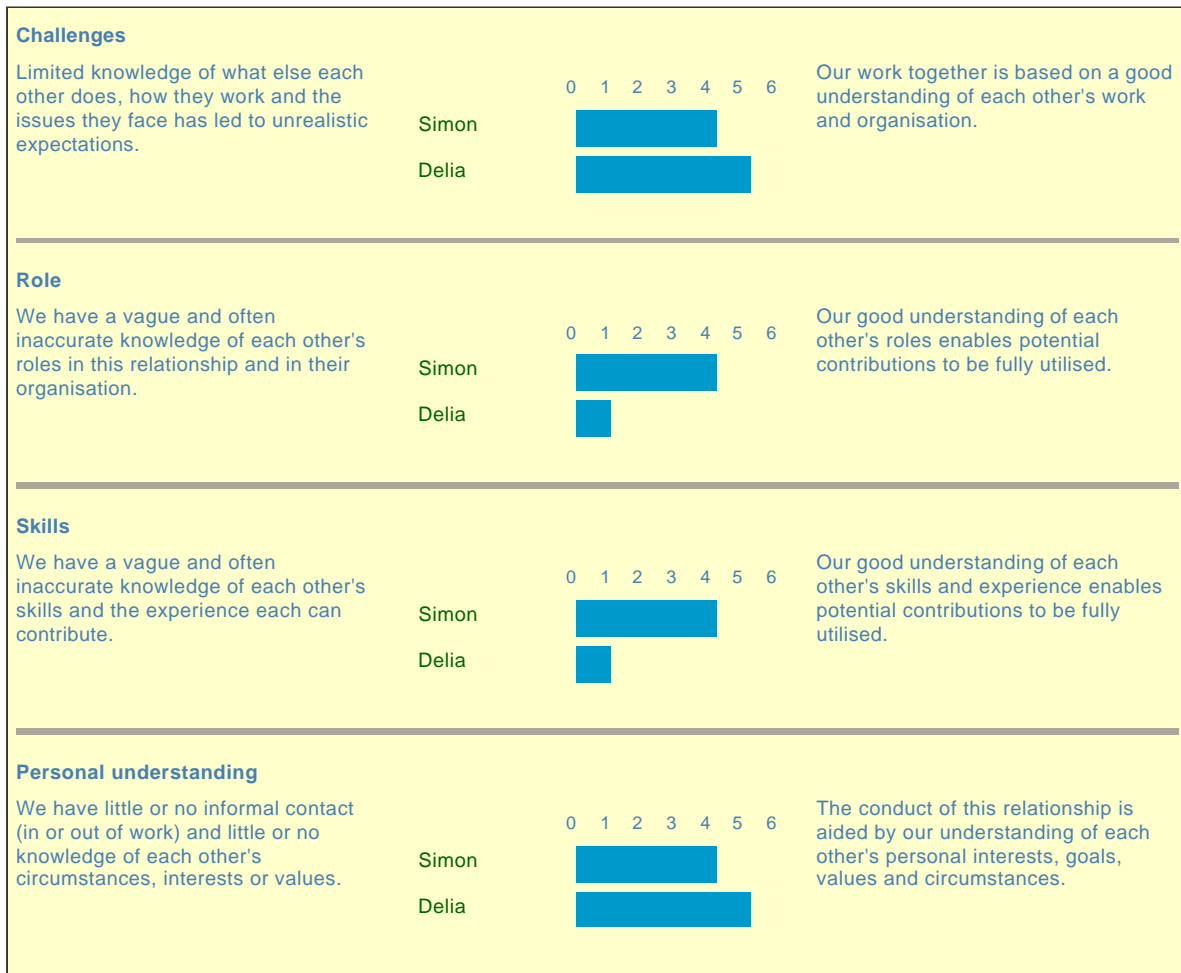 Challenges
Limited knowledge of what else each
other does, how they work and the
issues they face has led to unrealistic
expectations.
0 1 2 3 4 5 6
Simon
Delia
Our work together is based on a good
understanding of each other's work
and organisation.
Role
We have a vague and often
inaccurate knowledge of each other's
roles in this relationship and in their
organisation.
0 1 2 3 4 5 6
Simon
Delia
Our good understanding of each
other's roles enables potential
contributions to be fully utilised.
Skills
We have a vague and often
inaccurate knowledge of each other's
skills and the experience each can
contribute.
0 1 2 3 4 5 6
Simon
Delia
Our good understanding of each
other's skills and experience enables
potential contributions to be fully
utilised.
Personal understanding
We have little or no informal contact
(in or out of work) and little or no
knowledge of each other's
circumstances, interests or values.
0 1 2 3 4 5 6
Simon
Delia
The conduct of this relationship is
aided by our understanding of each
other's personal interests, goals,
values and circumstances.